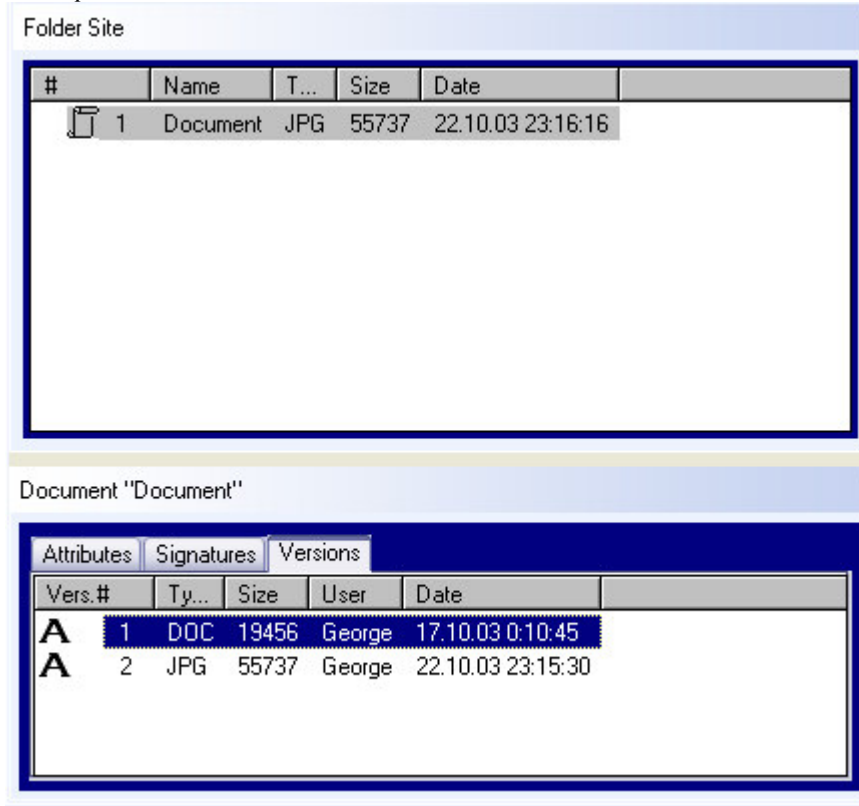 Folder Site
# Name T... Size Date
1 Document JPG 55737 22.10.03 23:16:16
Document "Document"
Attributes Signatures Versions
Vers.# Ty... Size User Date
A 1 DOC 19456 George 17.10.03 0:10:45
A 2 JPG 55737 George 22.10.03 23:15:30